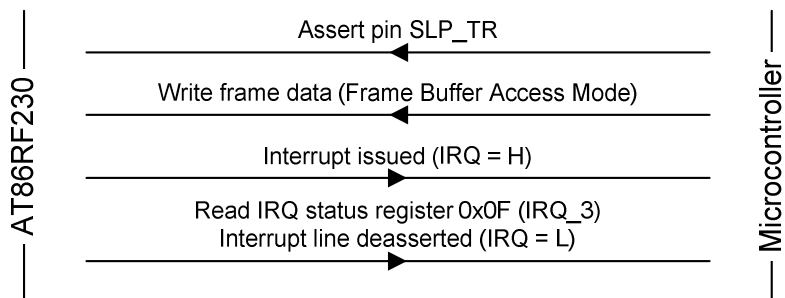 Assert pin SLP_TR
Write frame data (Frame Buffer Access Mode)
Interrupt issued (IRQ = H)
Read IRQ status register 0x0F (IRQ_3)
Interrupt line deasserted (IRQ = L)
AT86RF230
Microcontroller